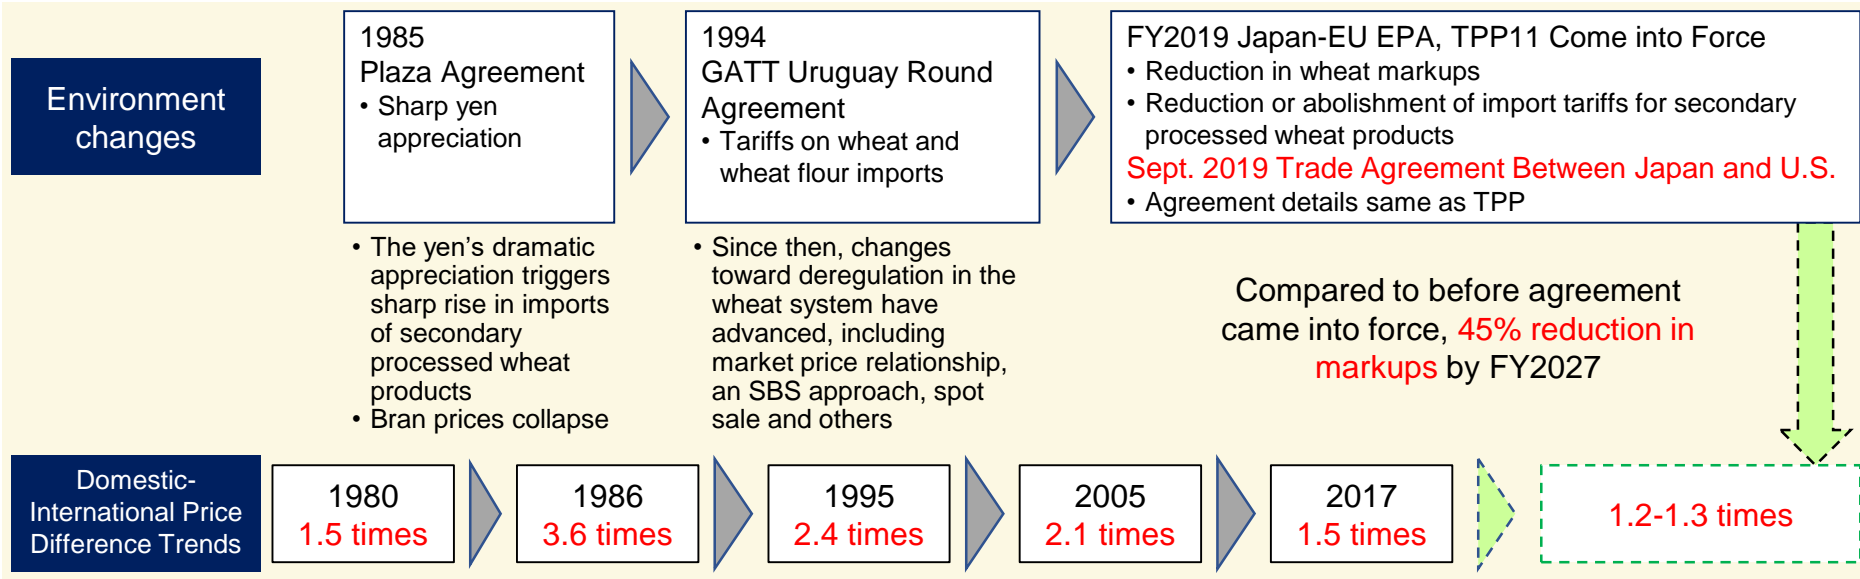 Environment
changes
1985
Plaza Agreement
• Sharp yen
appreciation
1994
GATT Uruguay Round
Agreement
• Tariffs on wheat and
wheat flour imports
FY2019 Japan-EU EPA, TPP11 Come into Force
• Reduction in wheat markups
• Reduction or abolishment of import tariffs for secondary
processed wheat products
Sept. 2019 Trade Agreement Between Japan and U.S.
• Agreement details same as TPP
• The yen’s dramatic
appreciation triggers
sharp rise in imports
of secondary
processed wheat
products
• Bran prices collapse
• Since then, changes
toward deregulation in the
wheat system have
advanced, including
market price relationship,
an SBS approach, spot
sale and others
Compared to before agreement
came into force, 45% reduction in
markups by FY2027
Domestic-
International Price
Difference Trends
1980
1.5 times
1986
3.6 times
1995
2.4 times
2005
2.1 times
2017
1.5 times
1.2-1.3 times